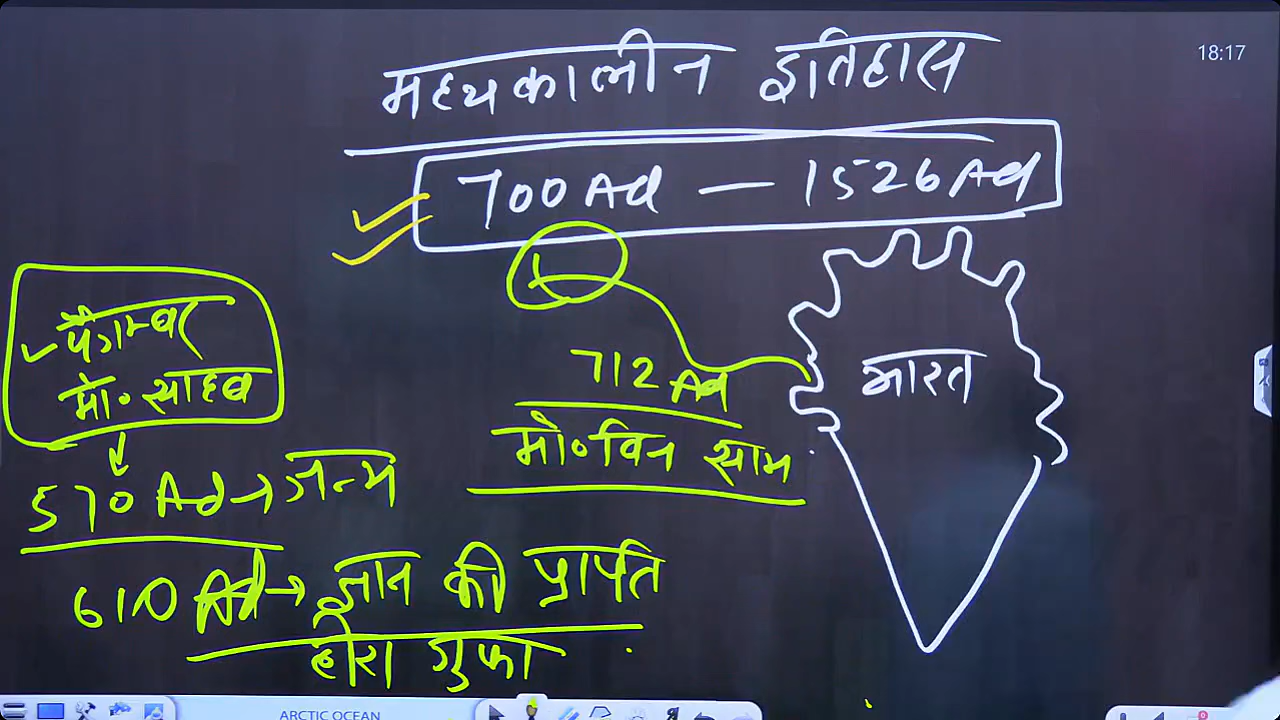 मध्यकालीन इतिहास
18:17
700 Ad — 1526 Ad
पैगम्बर
मो॰ साहब
भारत
712 Ad
मो॰ विन साम
570 Ad → जन्म
610 Ad → ज्ञान की प्राप्ति
हीरा गुफा
ARCTIC OCEAN